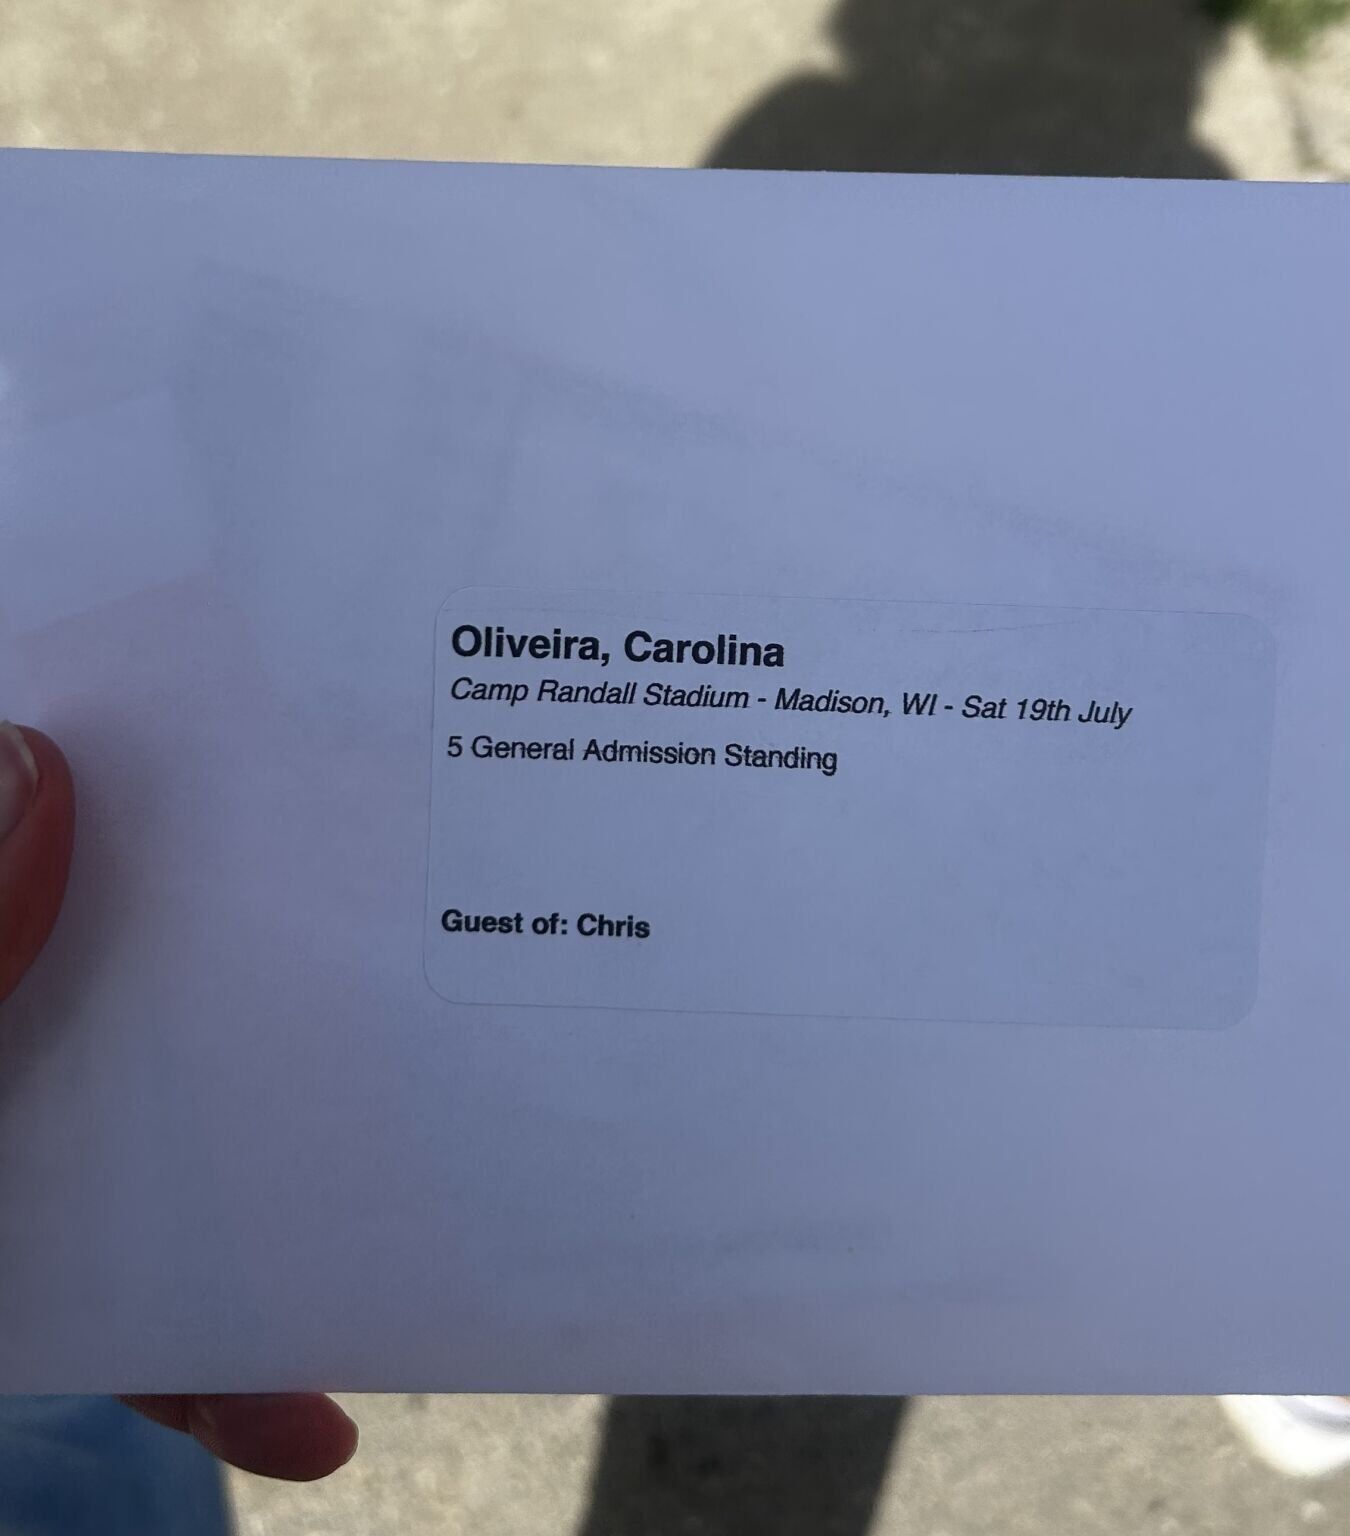 Oliveira, Carolina
Camp Randall Stadium - Madison, WI - Sat 19th July
5 General Admission Standing
Guest of: Chris